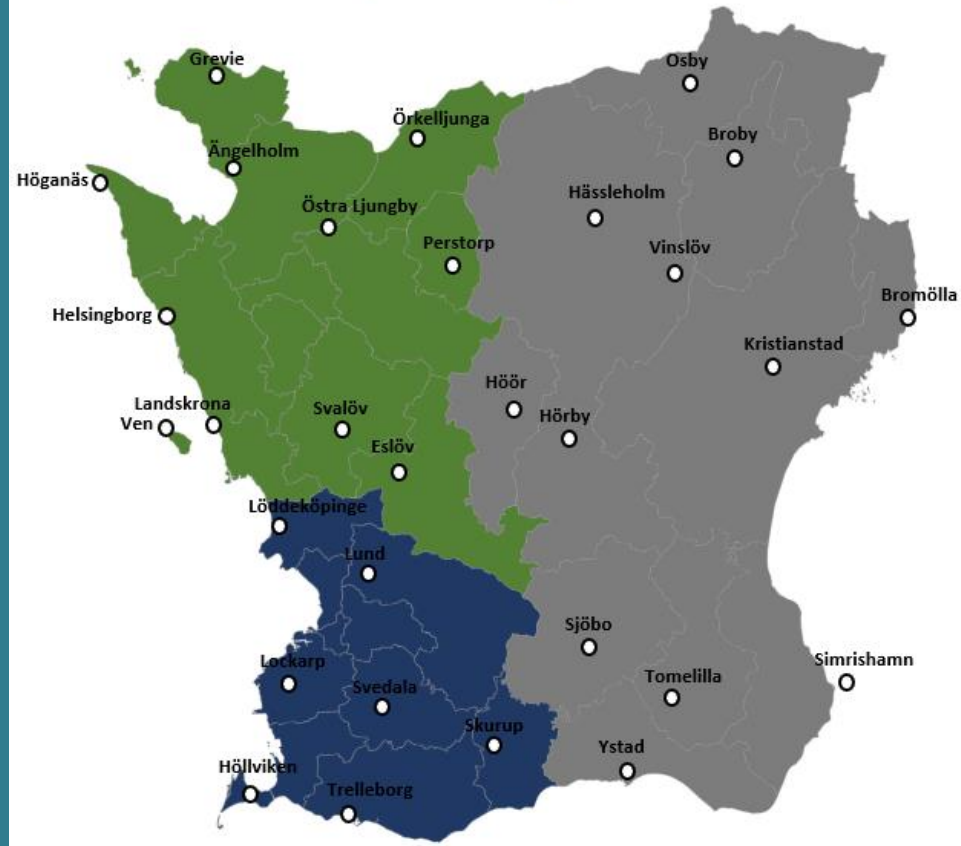 Grevie
Osby
Örkelljunga
Broby
Ängelholm
Höganäs
Hässleholm
Östra Ljungby
Perstorp
Vinslöv
Bromölla
Helsingborg
Kristianstad
Höör
Landskrona
Svalöv
Hörby
Ven
Eslöv
Löddeköpinge
Lund
Sjöbo
Lockarp
Simrishamn
Tomelilla
Svedala
Skurup
Ystad
Höllviken
Trelleborg